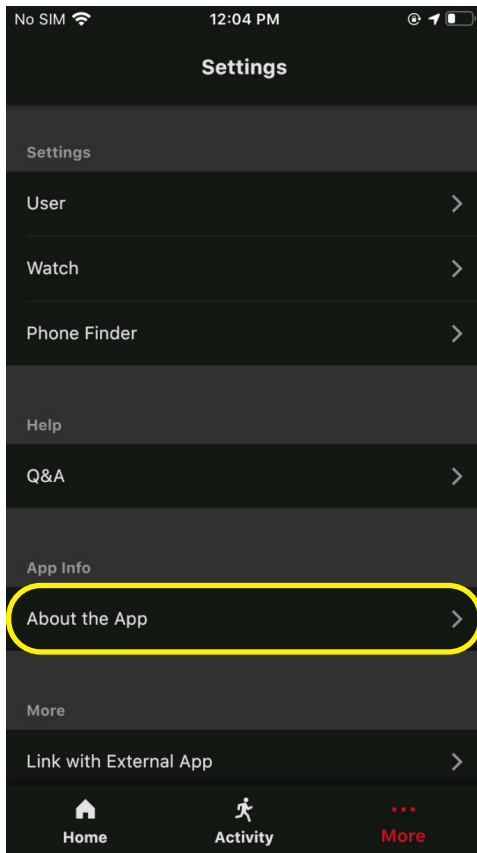 No SIM 12:04 PM
Settings
Settings
User
Watch
Phone Finder
Help
Q&A
App Info
About the App
More
Link with External App
Home Activity More